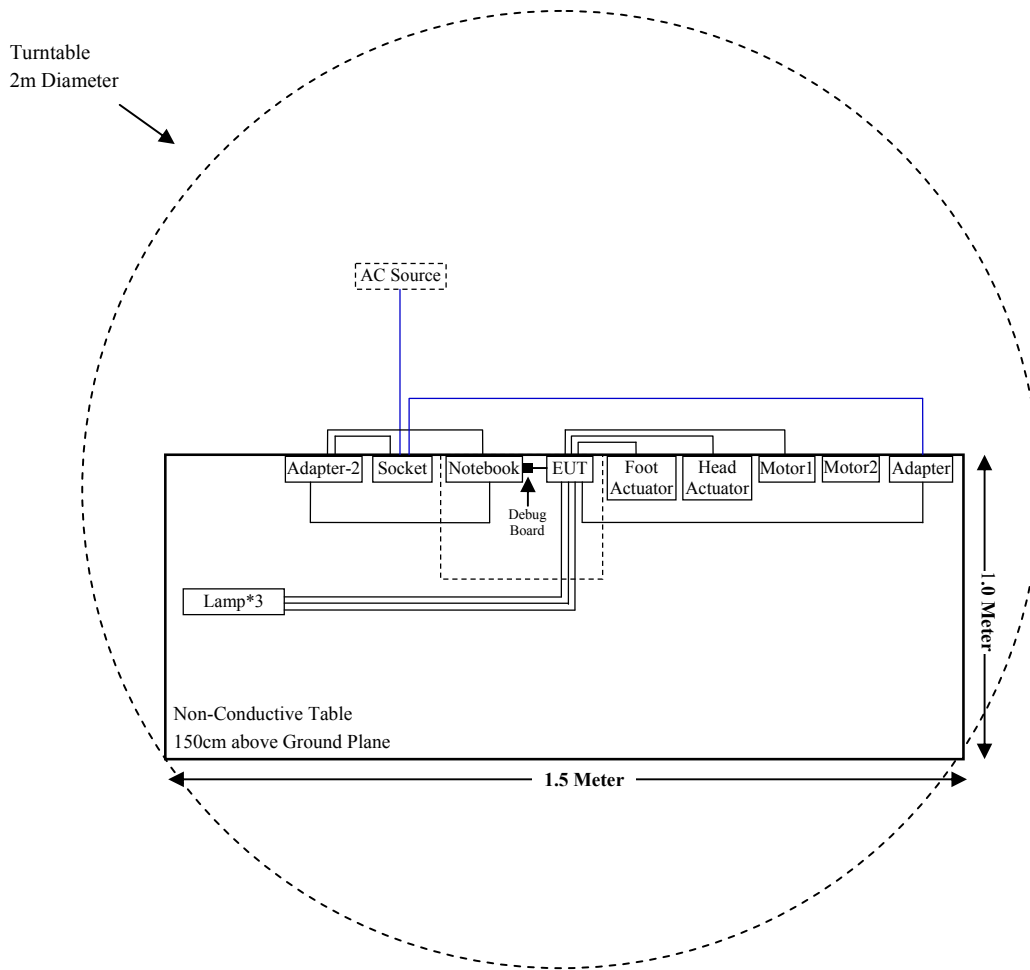 Turntable
2m Diameter
AC Source
Adapter-2
Socket
Notebook
EUT
Foot
Actuator
Head
Actuator
Motor1
Motor2
Adapter
Debug
Board
Lamp*3
1.0 Meter
Non-Conductive Table
150cm above Ground Plane
1.5 Meter